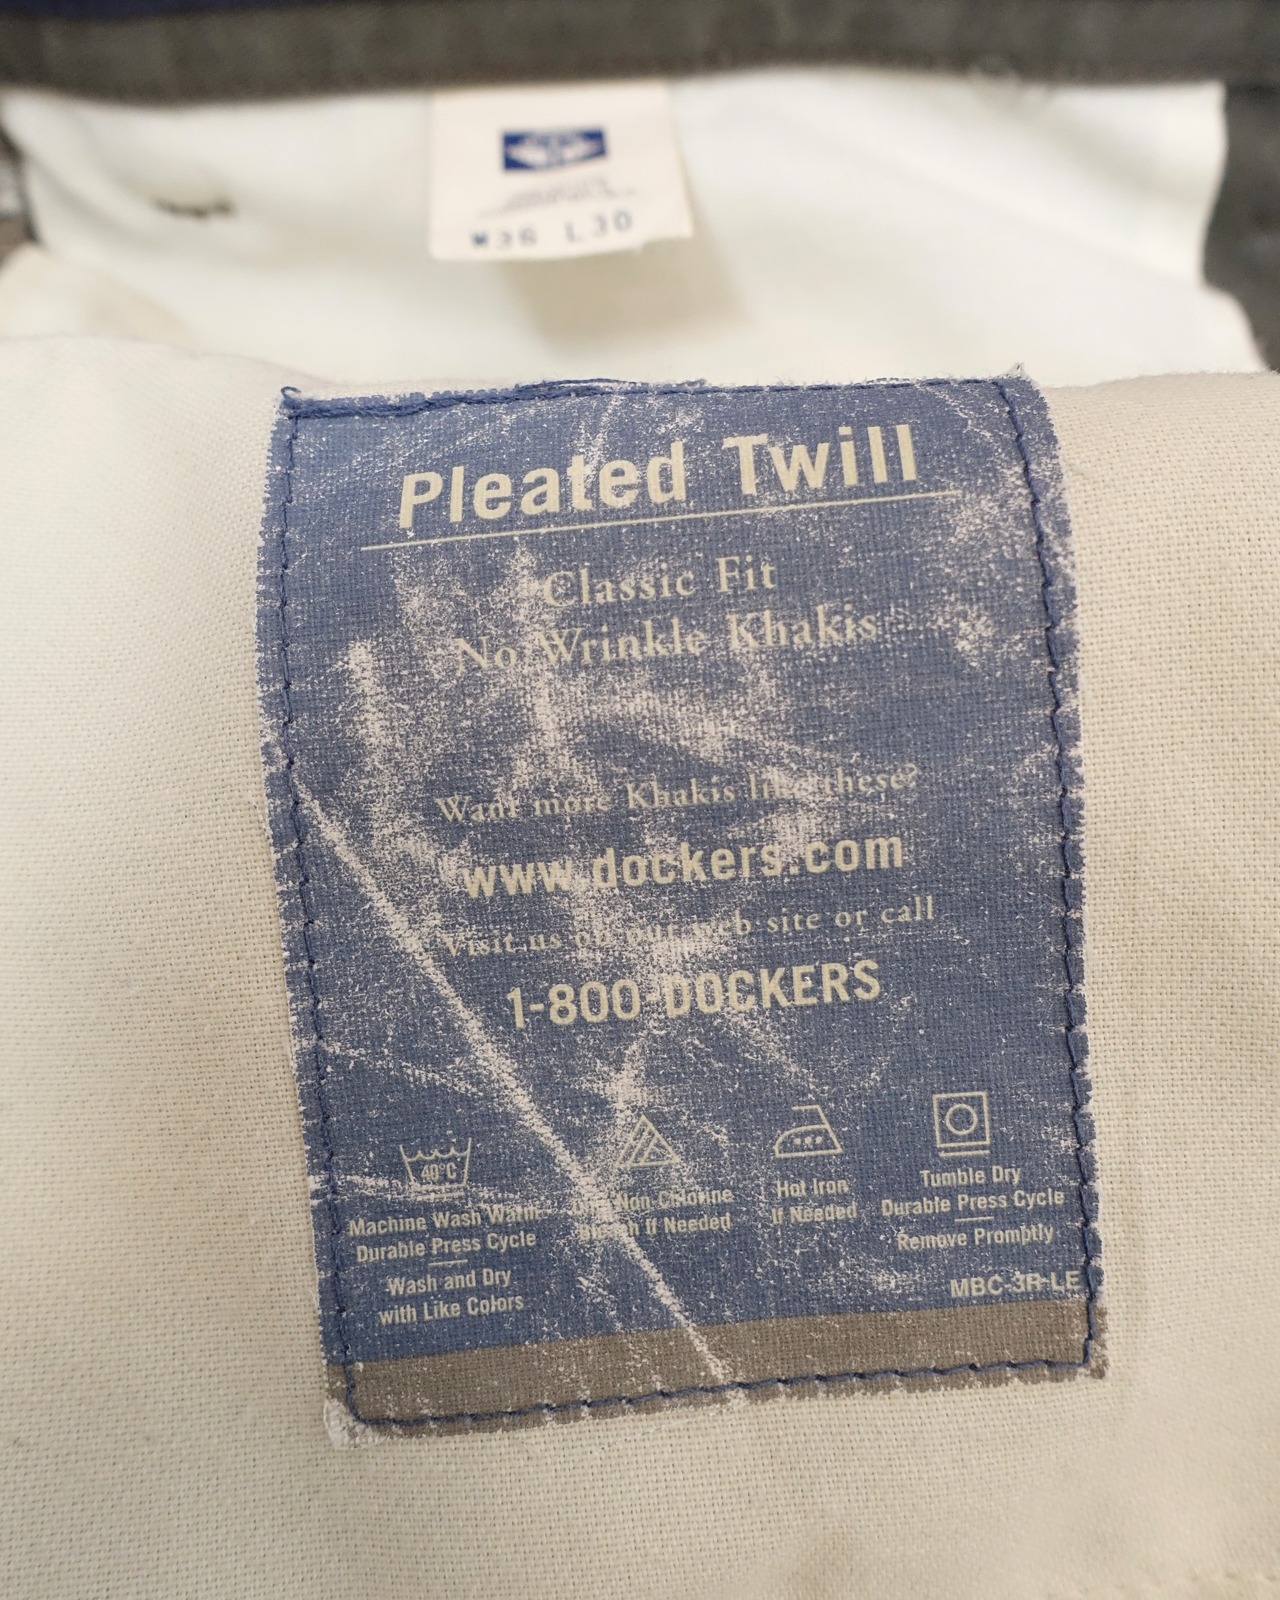 W36 L30
Pleated Twill
Classic Fit
No Wrinkle Khakis
Want more Khakis like these?
www.dockers.com
Visit us on our web site or call
1-800-DOCKERS
40°C
Machine Wash Warm
Durable Press Cycle
Wash and Dry
with Like Colors
Only Non-Chlorine
Bleach If Needed
Hot Iron
If Needed
Tumble Dry
Durable Press Cycle
Remove Promptly
MBC-3R-LE